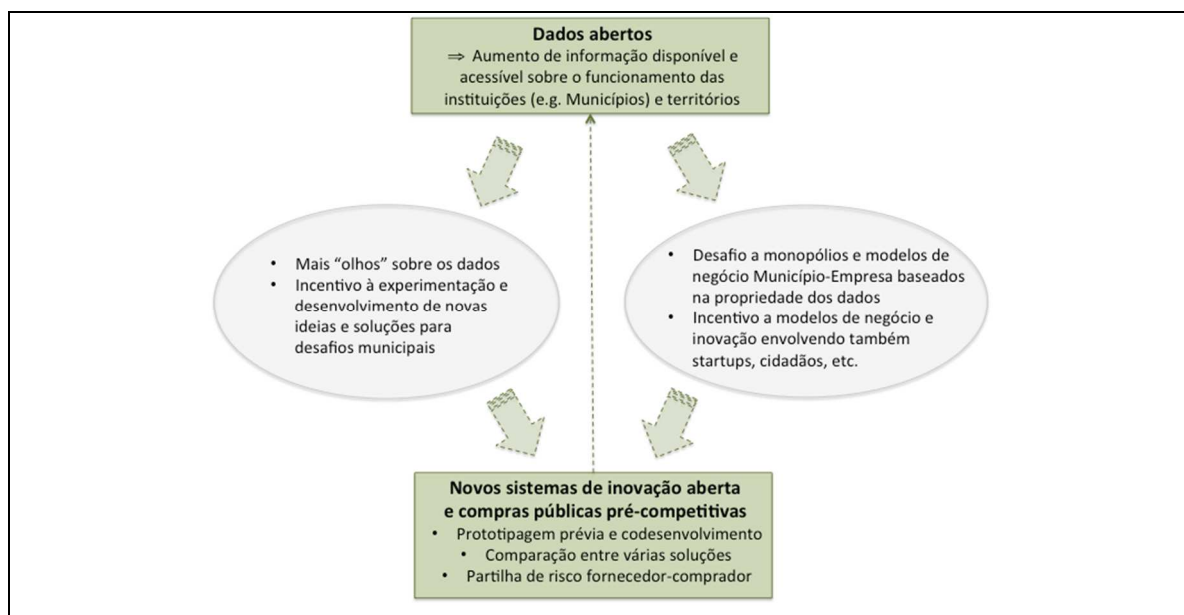 Dados abertos
⇒ Aumento de informação disponível e
acessível sobre o funcionamento das
instituições (e.g. Municípios) e territórios
• Mais “olhos” sobre os dados
• Incentivo à experimentação e
desenvolvimento de novas
ideias e soluções para
desafios municipais
• Desafio a monopólios e modelos de
negócio Município-Empresa baseados
na propriedade dos dados
• Incentivo a modelos de negócio e
inovação envolvendo também
startups, cidadãos, etc.
Novos sistemas de inovação aberta
e compras públicas pré-competitivas
• Prototipagem prévia e codesenvolvimento
• Comparação entre várias soluções
• Partilha de risco fornecedor-comprador